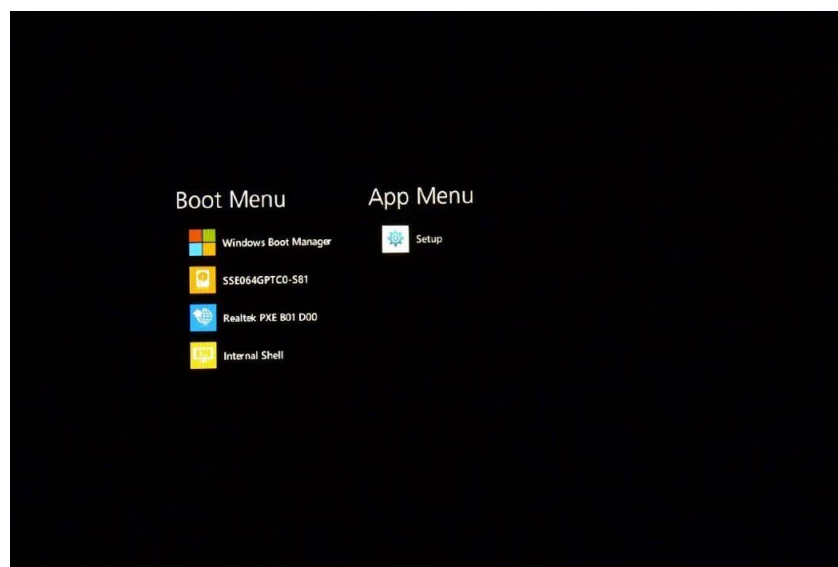 Boot Menu
Windows Boot Manager
SSE064GPTC0-S81
Realtek PXE B01 D00
Internal Shell
App Menu
Setup